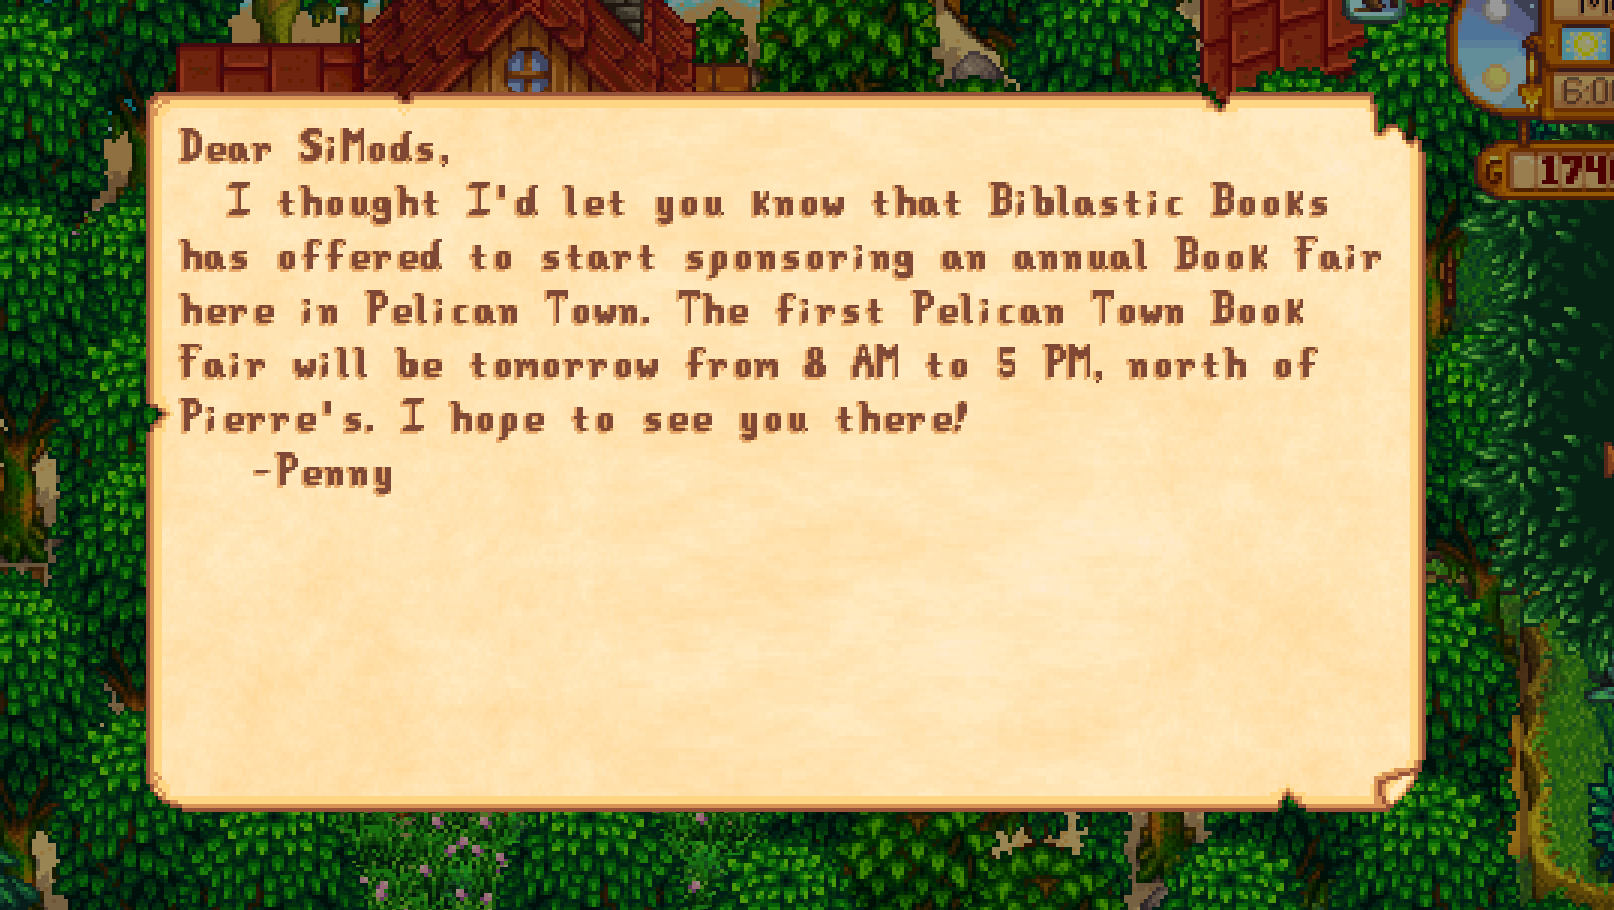 Dear SiMods,
I thought I'd let you know that Biblastic Books
has offered to start sponsoring an annual Book Fair
here in Pelican Town. The first Pelican Town Book
Fair will be tomorrow from 8 AM to 5 PM, north of
Pierre's. I hope to see you there!
-Penny
G